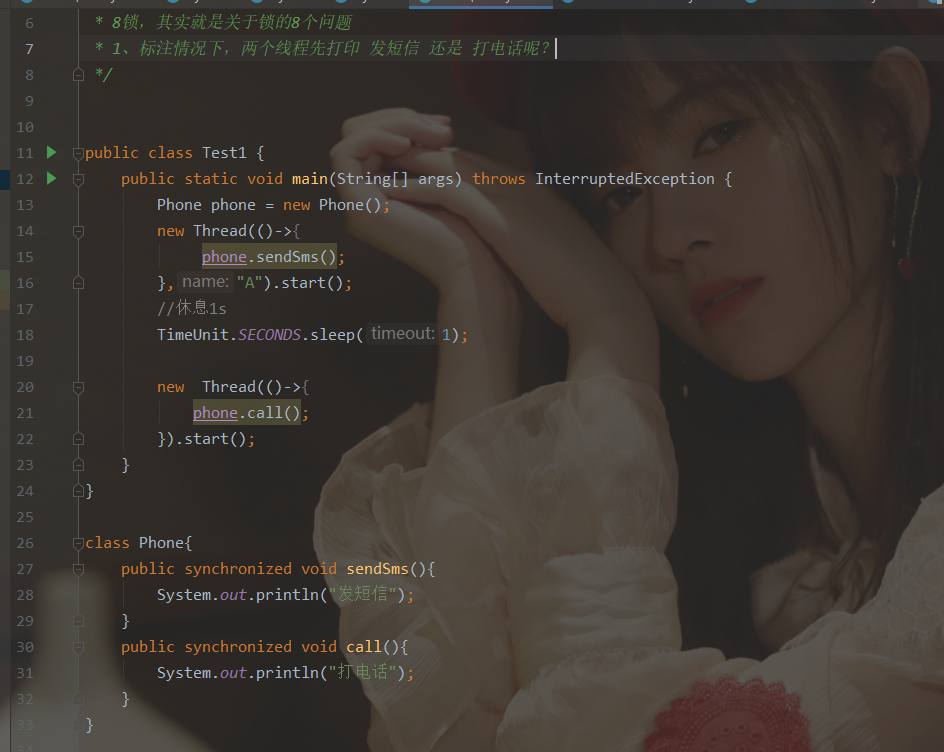 6 * 8锁，其实就是关于锁的8个问题
7 * 1、标注情况下，两个线程先打印 发短信 还是 打电话呢？
8 */
9
10
11 public class Test1 {
12 public static void main(String[] args) throws InterruptedException {
13 Phone phone = new Phone();
14 new Thread(()->{
15 phone.sendSms();
16 }, name: "A").start();
17 //休息1s
18 TimeUnit.SECONDS.sleep( timeout: 1);
19
20 new  Thread(()->{
21 phone.call();
22 }).start();
23 }
24 }
25
26 class Phone{
27 public synchronized void sendSms(){
28 System.out.println("发短信");
29 }
30 public synchronized void call(){
31 System.out.println("打电话");
32 }
33 }